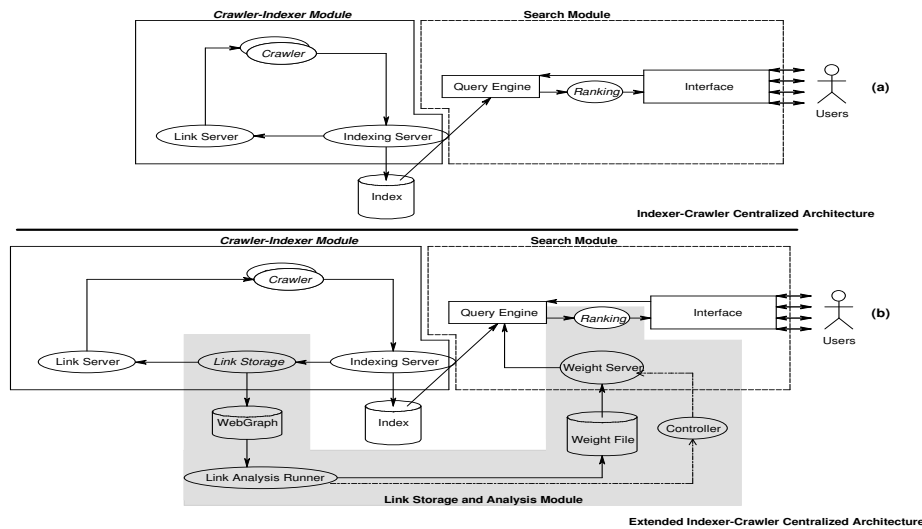 Crawler-Indexer Module
Search Module
Crawler
Query Engine
Ranking
Interface
(a)
Users
Link Server
Indexing Server
Index
Indexer-Crawler Centralized Architecture
Crawler-Indexer Module
Search Module
Crawler
Query Engine
Ranking
Interface
(b)
Users
Link Server
Link Storage
Indexing Server
Weight Server
WebGraph
Index
Weight File
Controller
Link Analysis Runner
Link Storage and Analysis Module
Extended Indexer-Crawler Centralized Architecture